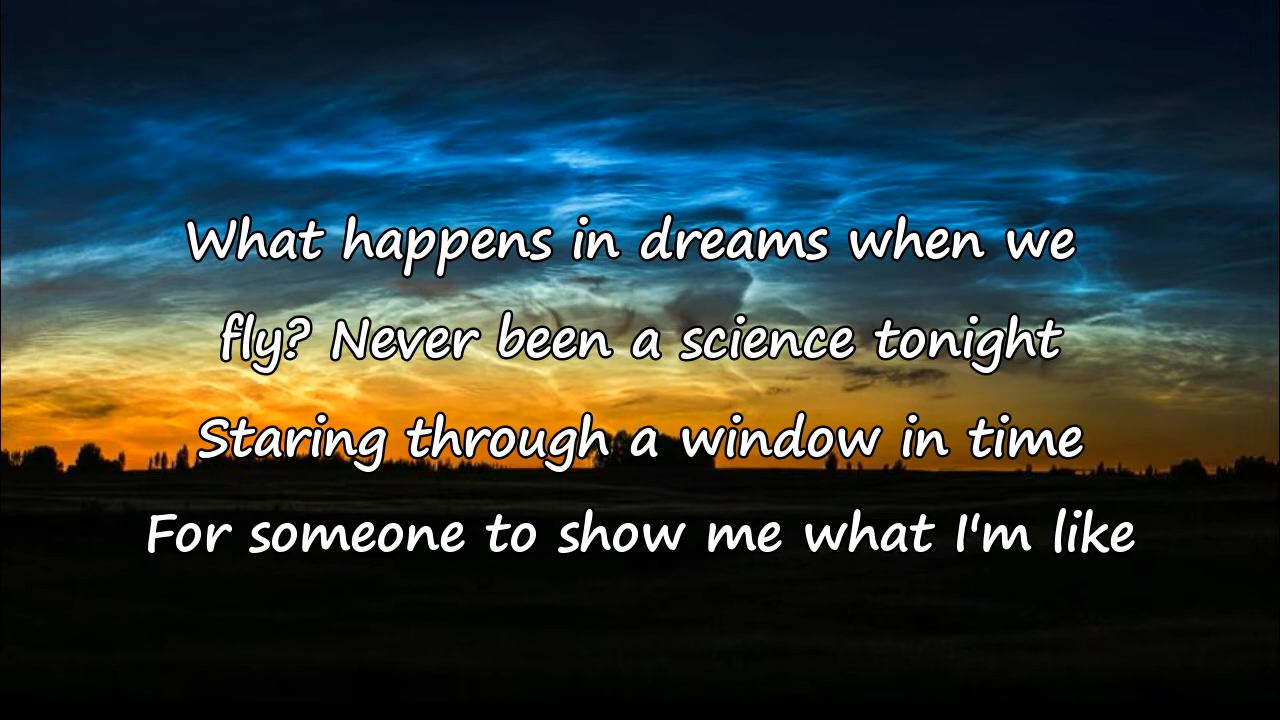 What happens in dreams when we
fly? Never been a science tonight
Staring through a window in time
For someone to show me what I'm like